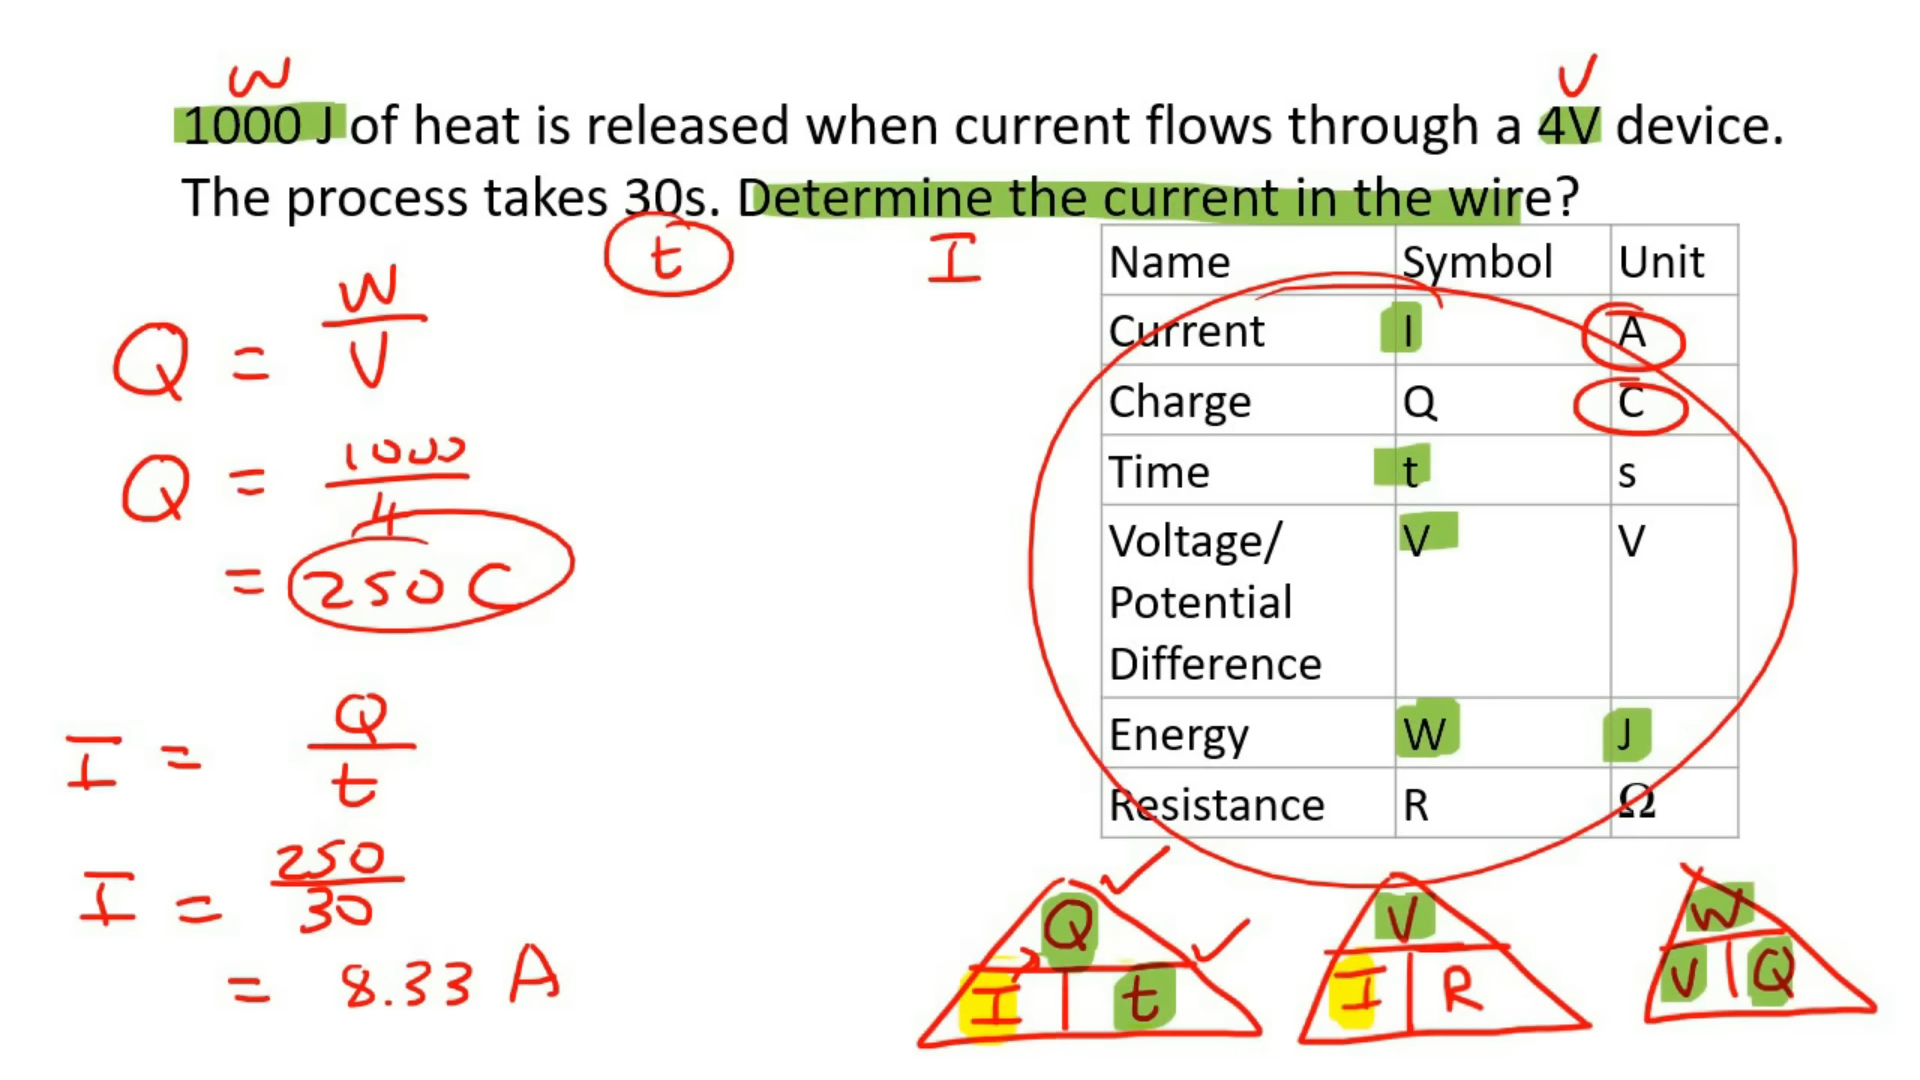 W V
1000 J of heat is released when current flows through a 4V device.
The process takes 30s. Determine the current in the wire?
t I
Q = W/V
Q = 1000/4
= 250 C
I = Q/t
I = 250/30
= 8.33 A
Name Symbol Unit
Current I A
Charge Q C
Time t s
Voltage/ V V
Potential
Difference
Energy W J
Resistance R Ω
Q V W
I t I R V Q